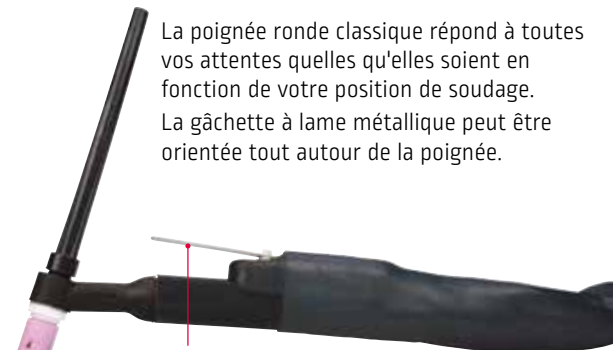 La poignée ronde classique répond à toutes
vos attentes quelles qu'elles soient en
fonction de votre position de soudage.
La gâchette à lame métallique peut être
orientée tout autour de la poignée.